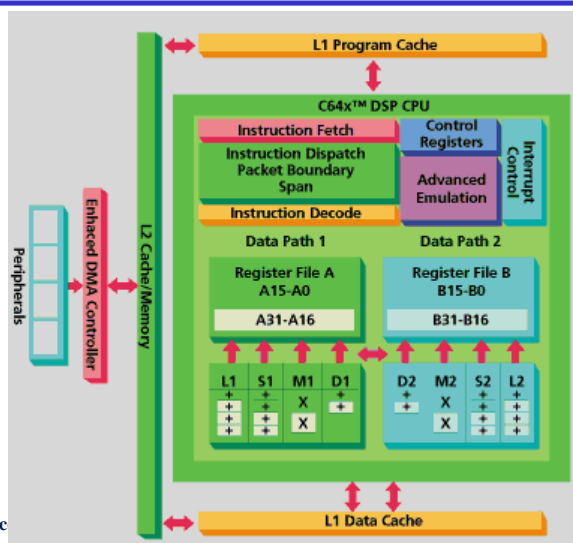 L1 Program Cache
C64x™ DSP CPU
Instruction Fetch
Control
Registers
Interrupt
Control
Instruction Dispatch
Packet Boundary
Span
Advanced
Emulation
Instruction Decode
Peripherals
Enhaced DMA Controller
L2 Cache/Memory
Data Path 1
Data Path 2
Register File A
A15-A0
A31-A16
Register File B
B15-B0
B31-B16
L1 S1 M1 D1
+ + X +
+ + X +
+ +
+ +
D2 M2 S2 L2
+ X + +
+ X + +
+ +
+ +
L1 Data Cache
c